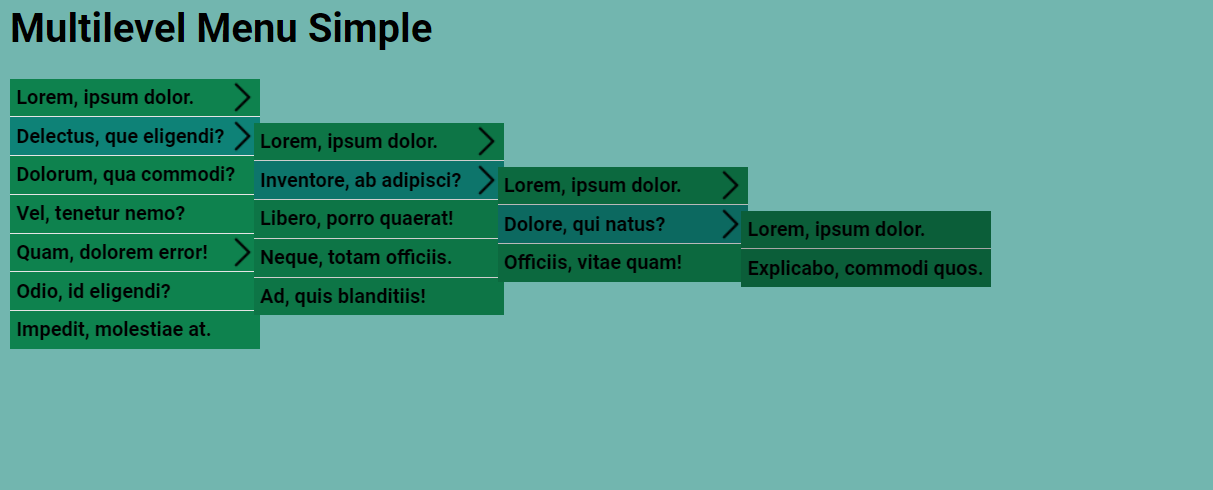 Multilevel Menu Simple
Lorem, ipsum dolor.
Delectus, que eligendi?
Dolorum, qua commodi?
Vel, tenetur nemo?
Quam, dolorem error!
Odio, id eligendi?
Impedit, molestiae at.
Lorem, ipsum dolor.
Inventore, ab adipisci?
Libero, porro quaerat!
Neque, totam officiis.
Ad, quis blanditiis!
Lorem, ipsum dolor.
Dolore, qui natus?
Officiis, vitae quam!
Lorem, ipsum dolor.
Explicabo, commodi quos.